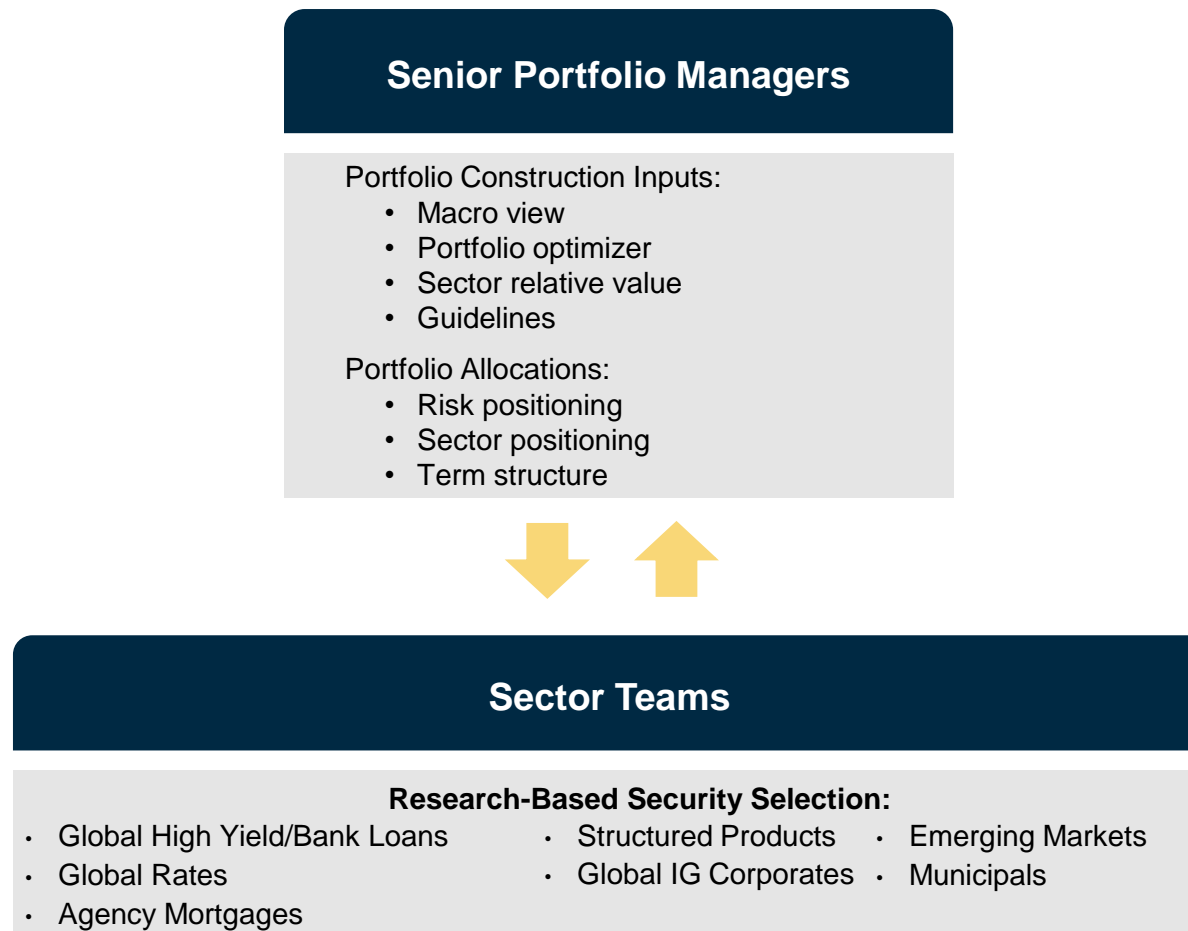 Senior Portfolio Managers
Portfolio Construction Inputs:
• Macro view
• Portfolio optimizer
• Sector relative value
• Guidelines
Portfolio Allocations:
• Risk positioning
• Sector positioning
• Term structure
Sector Teams
Research-Based Security Selection:
• Global High Yield/Bank Loans
• Global Rates
• Agency Mortgages
• Structured Products
• Global IG Corporates
• Emerging Markets
• Municipals